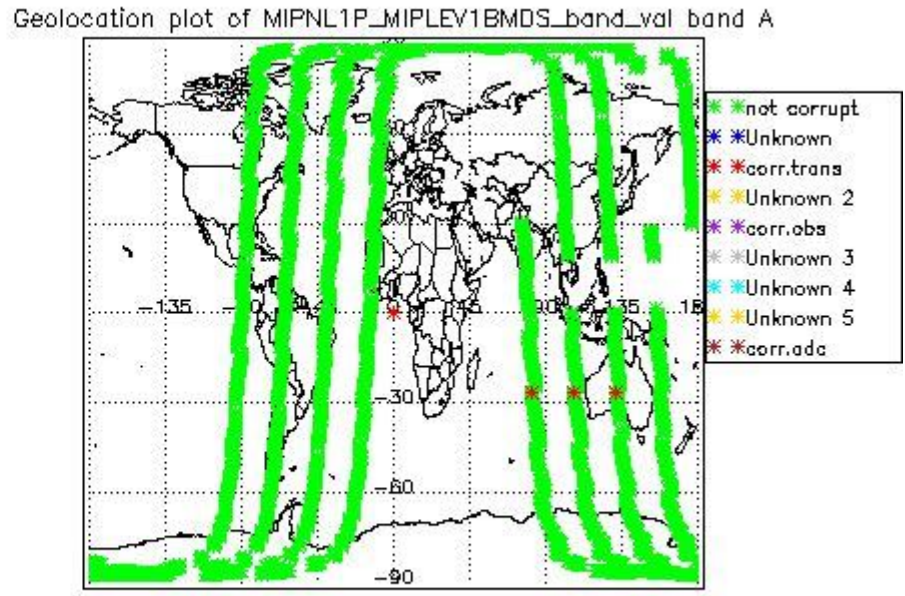 Geolocation plot of MIPNL1P_MIPLEV1BMDS_band_val band A
not corrupt
Unknown
corr.trans
Unknown 2
corr.obs
Unknown 3
Unknown 4
Unknown 5
corr.adc
-135
135
-30
-60
-90